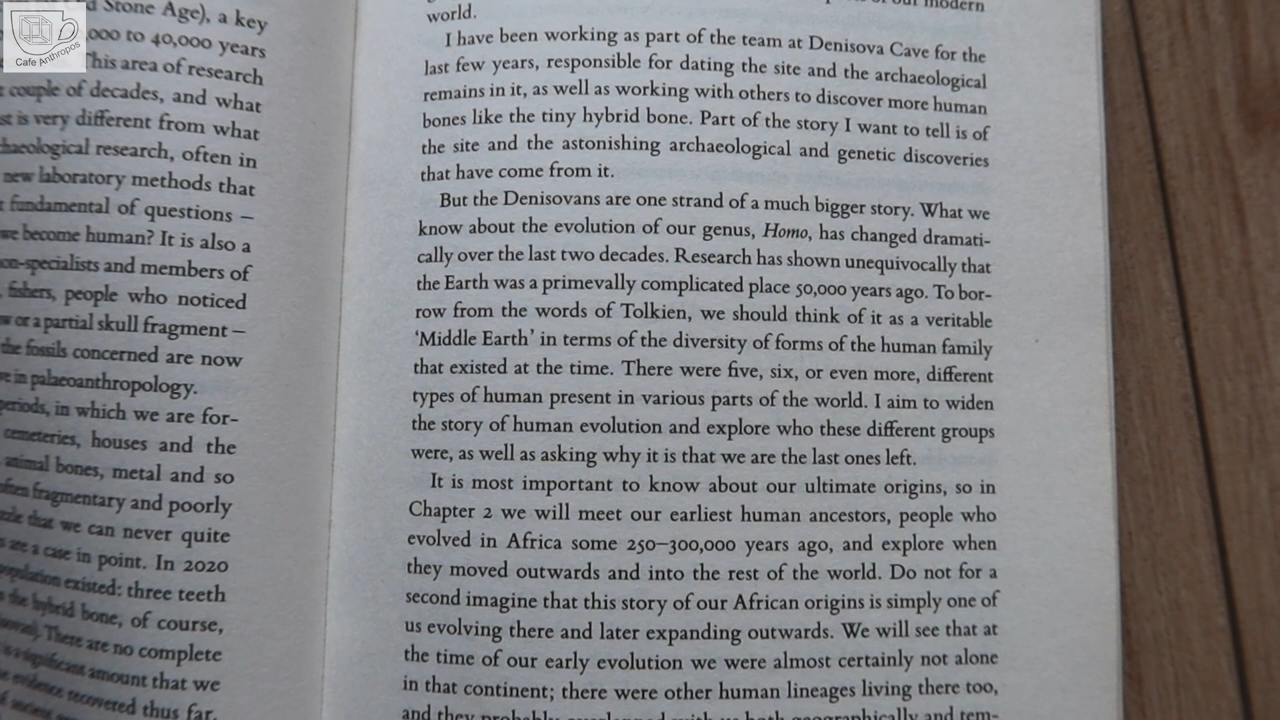 Cafe Anthropos
Stone Age), a key
,000 to 40,000 years
This area of research
couple of decades, and what
is very different from what
chaeological research, often in
new laboratory methods that
fundamental of questions –
we become human? It is also a
on-specialists and members of
fishers, people who noticed
or a partial skull fragment –
the fossils concerned are now
in palaeoanthropology.
periods, in which we are for-
cemeteries, houses and the
animal bones, metal and so
often fragmentary and poorly
that we can never quite
are a case in point. In 2020
population existed: three teeth
the hybrid bone, of course,
There are no complete
is a significant amount that we
evidence recovered thus far.
modern
world.
I have been working as part of the team at Denisova Cave for the
last few years, responsible for dating the site and the archaeological
remains in it, as well as working with others to discover more human
bones like the tiny hybrid bone. Part of the story I want to tell is of
the site and the astonishing archaeological and genetic discoveries
that have come from it.
But the Denisovans are one strand of a much bigger story. What we
know about the evolution of our genus, Homo, has changed dramati-
cally over the last two decades. Research has shown unequivocally that
the Earth was a primevally complicated place 50,000 years ago. To bor-
row from the words of Tolkien, we should think of it as a veritable
‘Middle Earth’ in terms of the diversity of forms of the human family
that existed at the time. There were five, six, or even more, different
types of human present in various parts of the world. I aim to widen
the story of human evolution and explore who these different groups
were, as well as asking why it is that we are the last ones left.
It is most important to know about our ultimate origins, so in
Chapter 2 we will meet our earliest human ancestors, people who
evolved in Africa some 250–300,000 years ago, and explore when
they moved outwards and into the rest of the world. Do not for a
second imagine that this story of our African origins is simply one of
us evolving there and later expanding outwards. We will see that at
the time of our early evolution we were almost certainly not alone
in that continent; there were other human lineages living there too,
and they probably overlapped with us both geographically and tem-